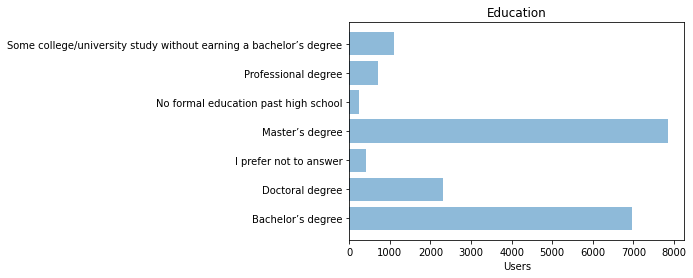 Education
Some college/university study without earning a bachelor’s degree
Professional degree
No formal education past high school
Master’s degree
I prefer not to answer
Doctoral degree
Bachelor’s degree
0 1000 2000 3000 4000 5000 6000 7000 8000
Users